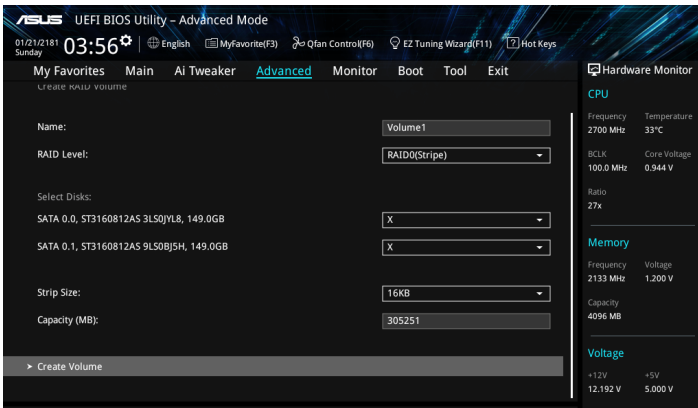 ASUS UEFI BIOS Utility – Advanced Mode
01/21/2181
Sunday
03:56
English
MyFavorite(F3)
Qfan Control(F6)
EZ Tuning Wizard(F11)
? Hot Keys
My Favorites Main Ai Tweaker Advanced Monitor Boot Tool Exit
Create RAID Volume
Name: Volume1
RAID Level: RAID0(Stripe)
Select Disks:
SATA 0.0, ST3160812AS 3LS0JYL8, 149.0GB X
SATA 0.1, ST3160812AS 9LS0BJ5H, 149.0GB X
Strip Size: 16KB
Capacity (MB): 305251
➤ Create Volume
Hardware Monitor
CPU
Frequency Temperature
2700 MHz 33°C
BCLK Core Voltage
100.0 MHz 0.944 V
Ratio
27x
Memory
Frequency Voltage
2133 MHz 1.200 V
Capacity
4096 MB
Voltage
+12V +5V
12.192 V 5.000 V